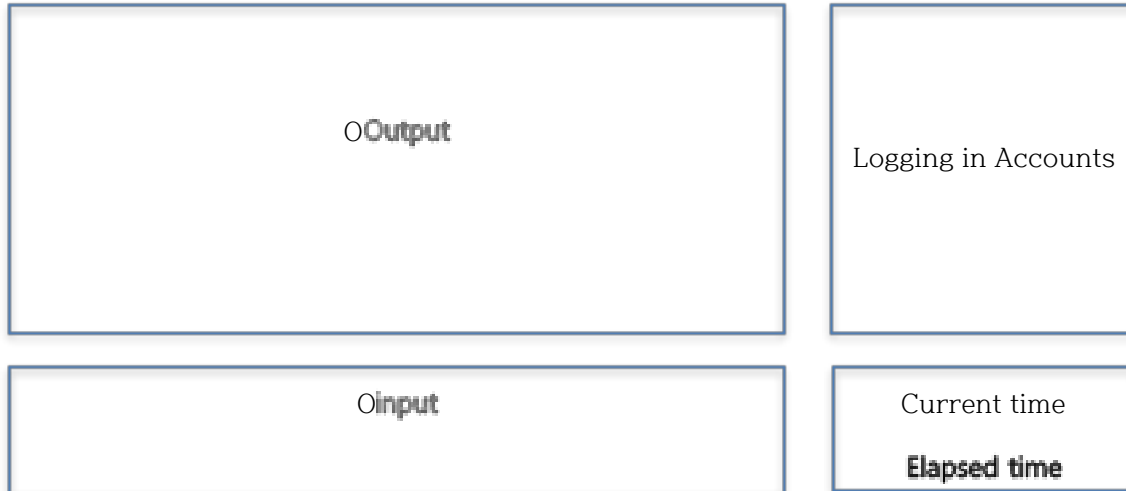 OOutput
Logging in Accounts
Oinput
Current time
Elapsed time